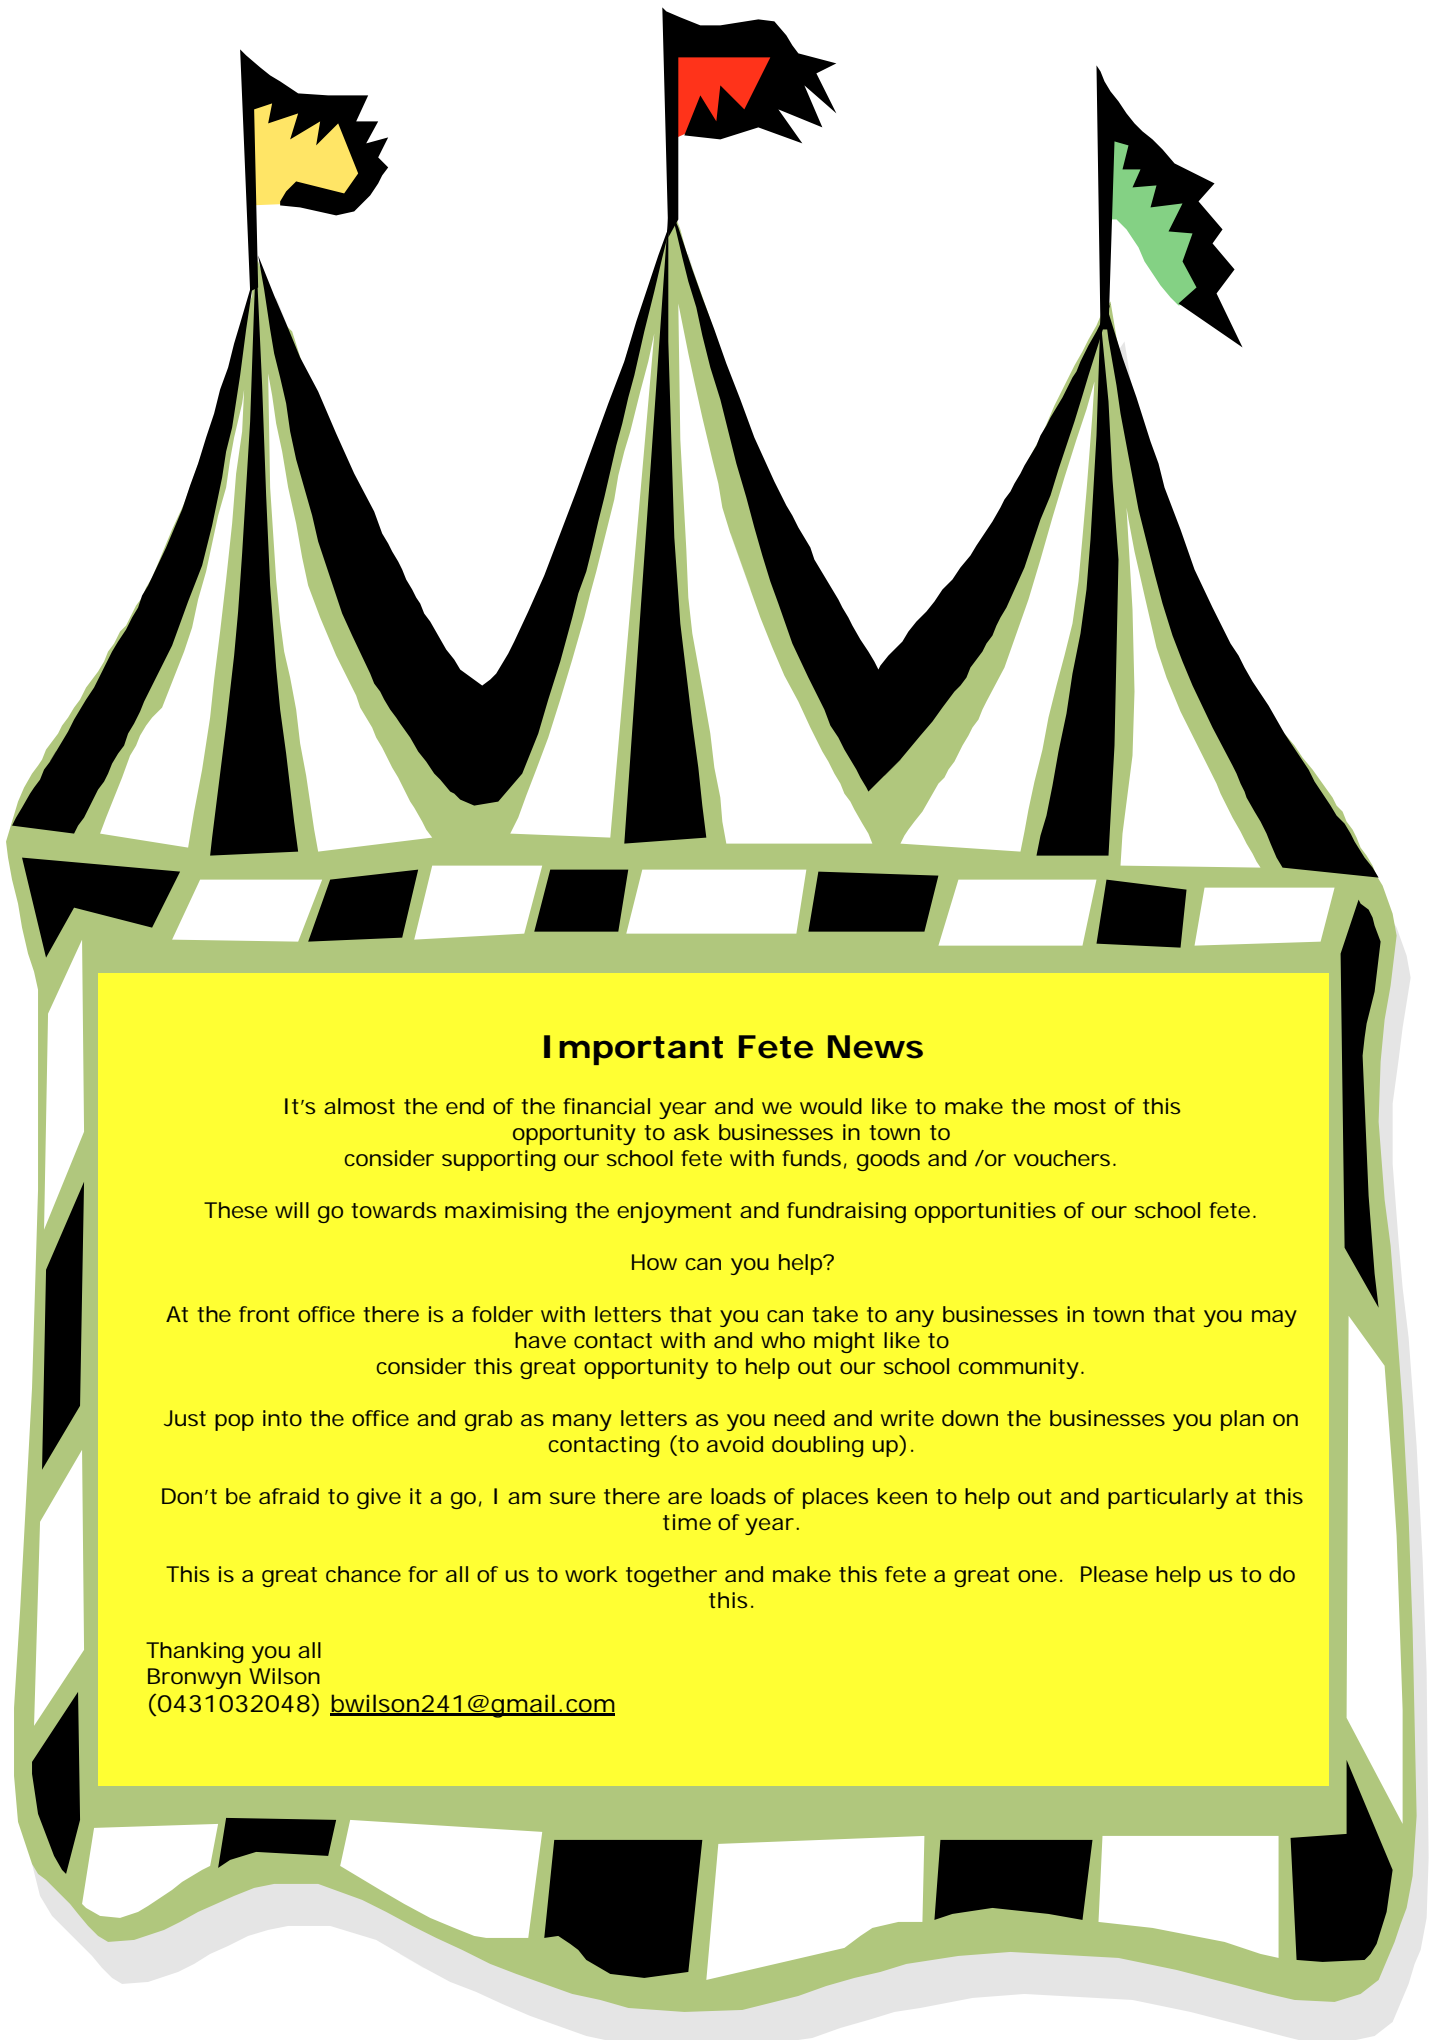 Important Fete News
It's almost the end of the financial year and we would like to make the most of this
opportunity to ask businesses in town to
consider supporting our school fete with funds, goods and /or vouchers.
These will go towards maximising the enjoyment and fundraising opportunities of our school fete.
How can you help?
At the front office there is a folder with letters that you can take to any businesses in town that you may
have contact with and who might like to
consider this great opportunity to help out our school community.
Just pop into the office and grab as many letters as you need and write down the businesses you plan on
contacting (to avoid doubling up).
Don't be afraid to give it a go, I am sure there are loads of places keen to help out and particularly at this
time of year.
This is a great chance for all of us to work together and make this fete a great one.  Please help us to do
this.
Thanking you all
Bronwyn Wilson
(0431032048) bwilson241@gmail.com